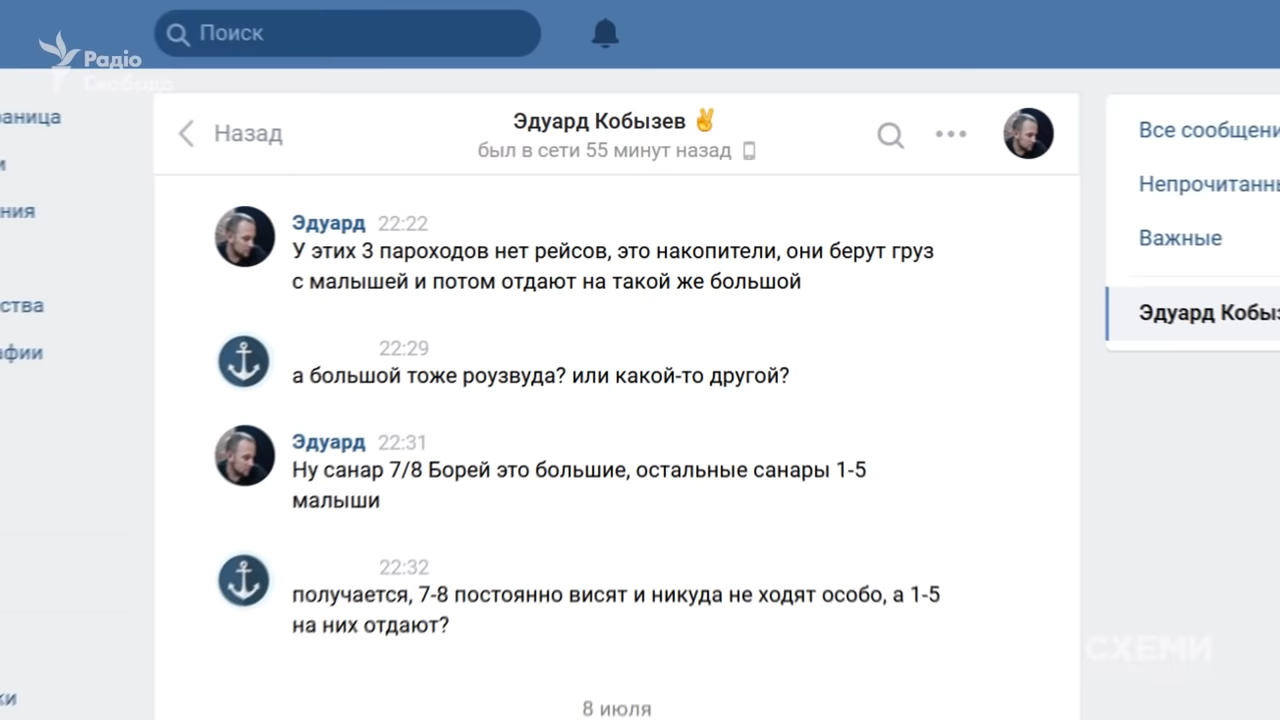 Поиск
Радіо
Свобода
Назад
Эдуард Кобызев ✌
был в сети 55 минут назад
Все сообщени
Непрочитанн
Важные
Эдуард Кобыз
раница
и
ния
ства
афии
ки
Эдуард 22:22
У этих 3 пароходов нет рейсов, это накопители, они берут груз
с малышей и потом отдают на такой же большой
22:29
а большой тоже роузвуда? или какой-то другой?
Эдуард 22:31
Ну санар 7/8 Борей это большие, остальные санары 1-5
малыши
22:32
получается, 7-8 постоянно висят и никуда не ходят особо, а 1-5
на них отдают?
8 июля
СХЕМИ